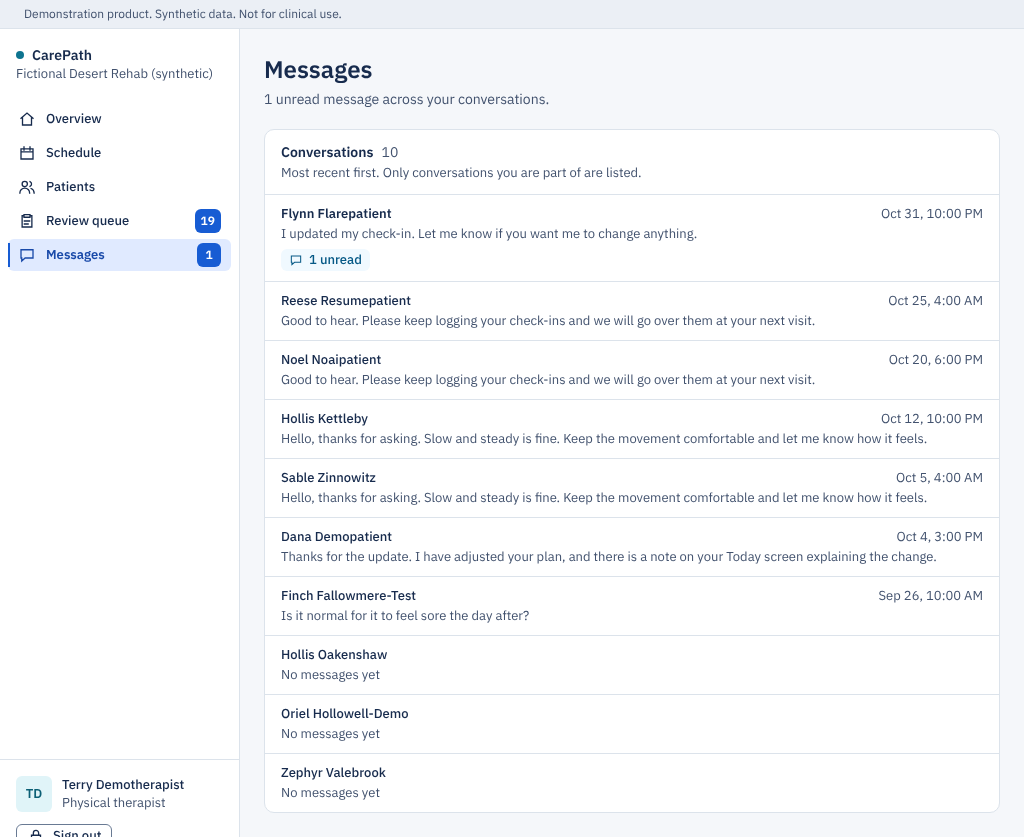 Demonstration product. Synthetic data. Not for clinical use.
CarePath
Fictional Desert Rehab (synthetic)
Overview
Schedule
Patients
Review queue 19
Messages 1
Terry Demotherapist
TD
Physical therapist
Sign out
Messages
1 unread message across your conversations.
Conversations 10
Most recent first. Only conversations you are part of are listed.
Flynn Flarepatient Oct 31, 10:00 PM
I updated my check-in. Let me know if you want me to change anything.
1 unread
Reese Resumepatient Oct 25, 4:00 AM
Good to hear. Please keep logging your check-ins and we will go over them at your next visit.
Noel Noaipatient Oct 20, 6:00 PM
Good to hear. Please keep logging your check-ins and we will go over them at your next visit.
Hollis Kettleby Oct 12, 10:00 PM
Hello, thanks for asking. Slow and steady is fine. Keep the movement comfortable and let me know how it feels.
Sable Zinnowitz Oct 5, 4:00 AM
Hello, thanks for asking. Slow and steady is fine. Keep the movement comfortable and let me know how it feels.
Dana Demopatient Oct 4, 3:00 PM
Thanks for the update. I have adjusted your plan, and there is a note on your Today screen explaining the change.
Finch Fallowmere-Test Sep 26, 10:00 AM
Is it normal for it to feel sore the day after?
Hollis Oakenshaw
No messages yet
Oriel Hollowell-Demo
No messages yet
Zephyr Valebrook
No messages yet